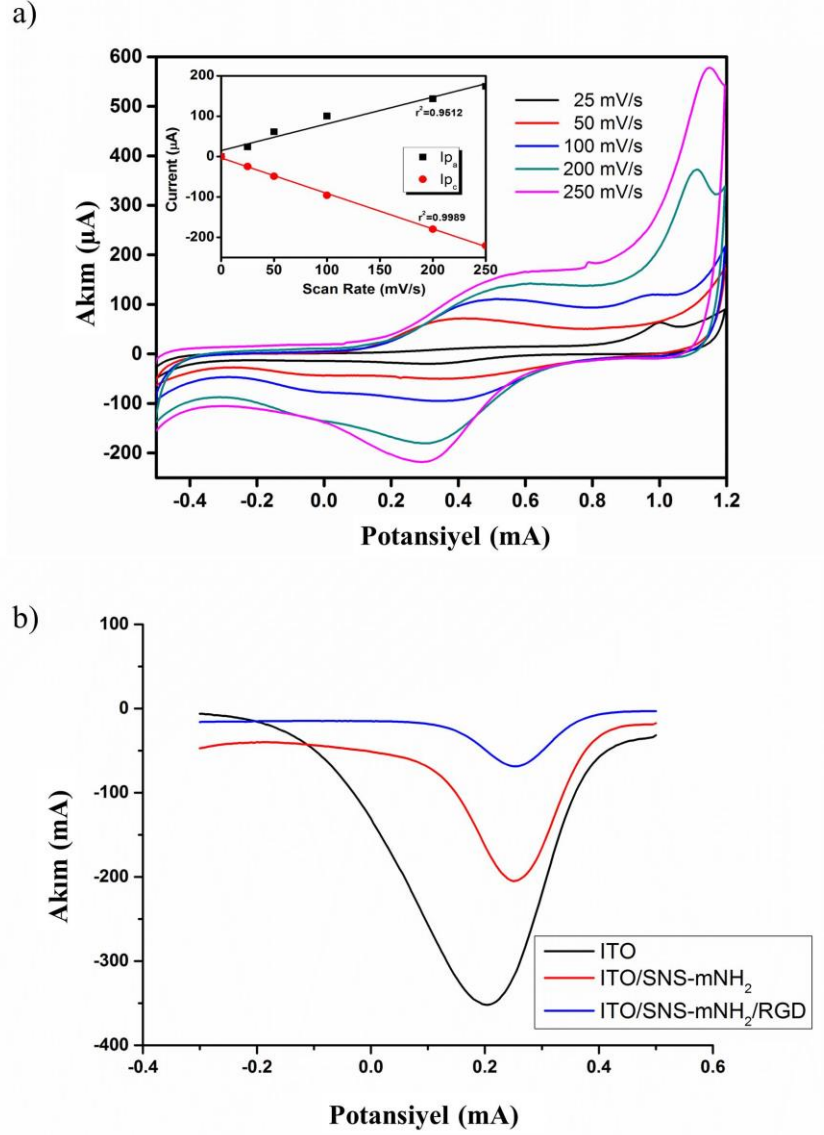 a)
600
500
400
300
200
100
0
-100
-200
Akım (µA)
-0.4 -0.2 0.0 0.2 0.4 0.6 0.8 1.0 1.2
Potansiyel (mA)
25 mV/s
50 mV/s
100 mV/s
200 mV/s
250 mV/s
200
100
0
-100
-200
Current (µA)
r²=0.9512
Ipₐ
Ip꜀
r²=0.9989
0 50 100 150 200 250
Scan Rate (mV/s)
b)
100
0
-100
-200
-300
-400
Akım (mA)
ITO
ITO/SNS-mNH₂
ITO/SNS-mNH₂/RGD
-0.4 -0.2 0.0 0.2 0.4 0.6
Potansiyel (mA)